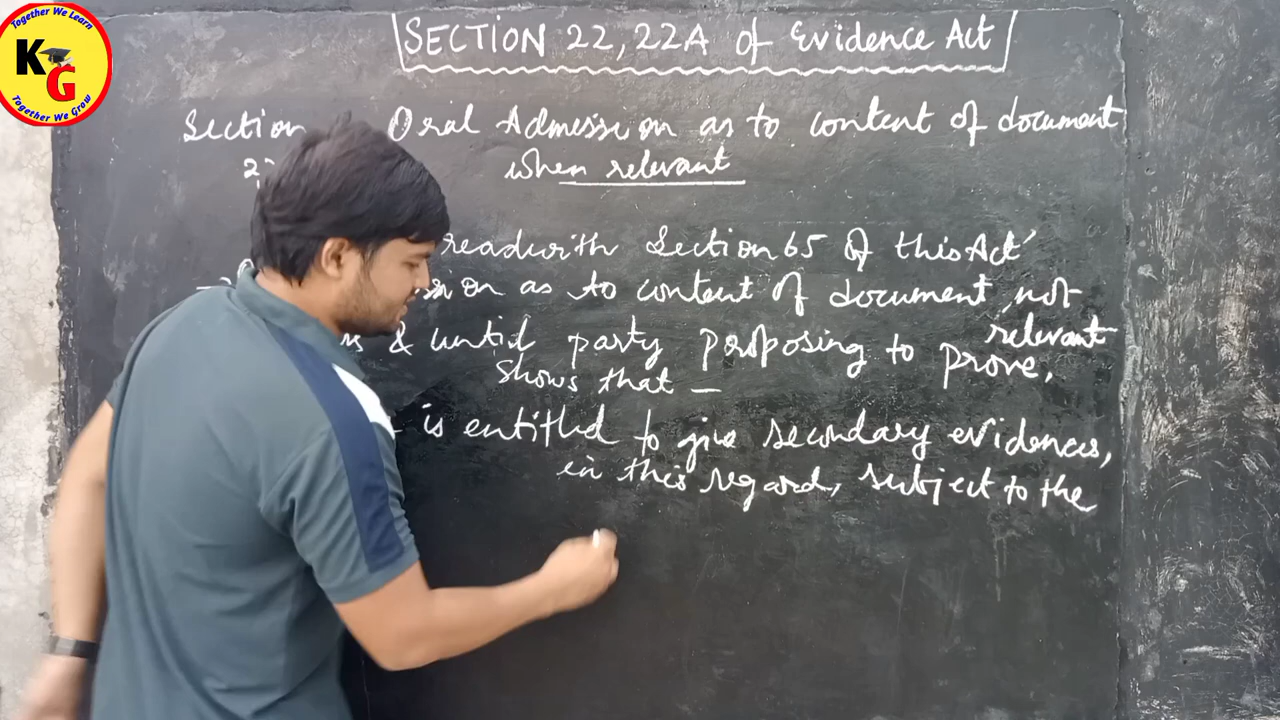 Together We Learn
KG
Together We Grow
SECTION 22, 22A of Evidence Act
Section Oral Admission as to content of document
when relevant
readwith Section 65 Of this Act
as to content of document not
relevant
& until party proposing to prove,
Shows that —
is entitled to give secondary evidences,
in this regard, subject to the